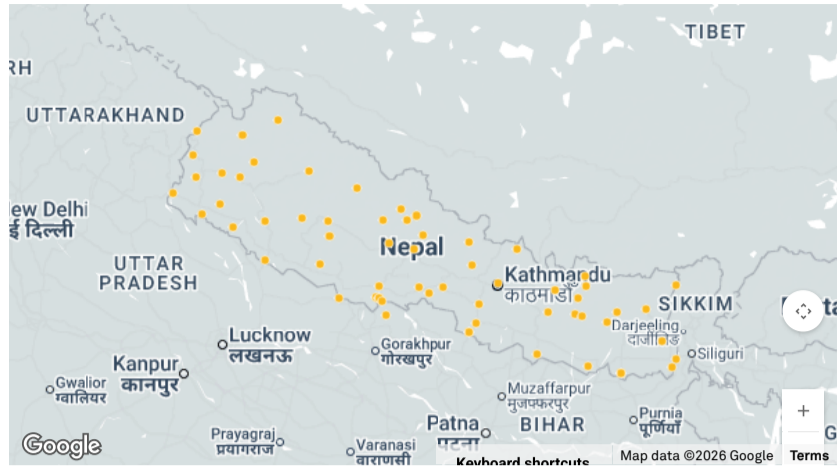 TIBET
RH
UTTARAKHAND
ew Delhi
ई दिल्ली
Nepal
Kathmandu
काठमाडौँ
UTTAR
PRADESH
SIKKIM
Darjeeling
दार्जीलिङ
Siliguri
Lucknow
लखनऊ
Gorakhpur
गोरखपुर
Kanpur
कानपुर
Gwalior
ग्वालियर
Muzaffarpur
मुजफ्फरपुर
Purnia
पूर्णियाँ
Patna
पटना
BIHAR
Prayagraj
प्रयागराज
Varanasi
वाराणसी
Google
Keyboard shortcuts
Map data ©2026 Google
Terms